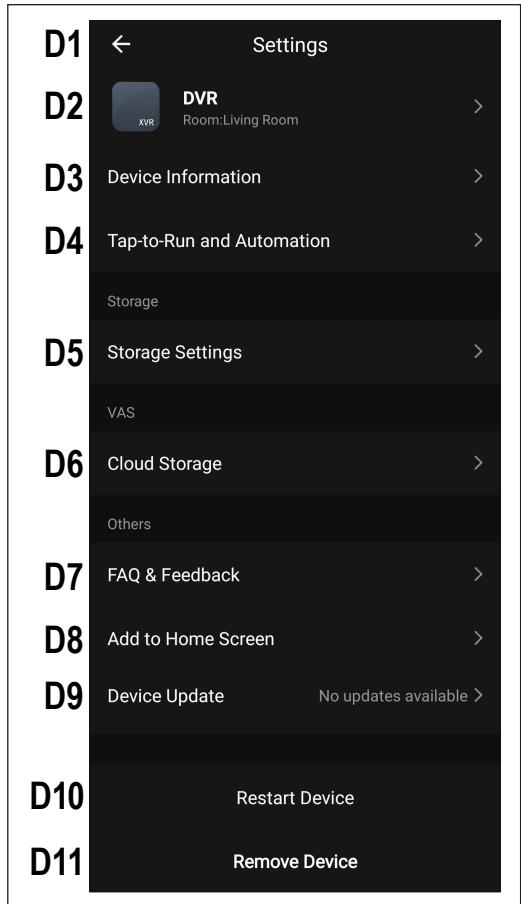 D1 Settings
D2 DVR
XVR Room:Living Room
D3 Device Information
D4 Tap-to-Run and Automation
Storage
D5 Storage Settings
VAS
D6 Cloud Storage
Others
D7 FAQ & Feedback
D8 Add to Home Screen
D9 Device Update No updates available
D10 Restart Device
D11 Remove Device